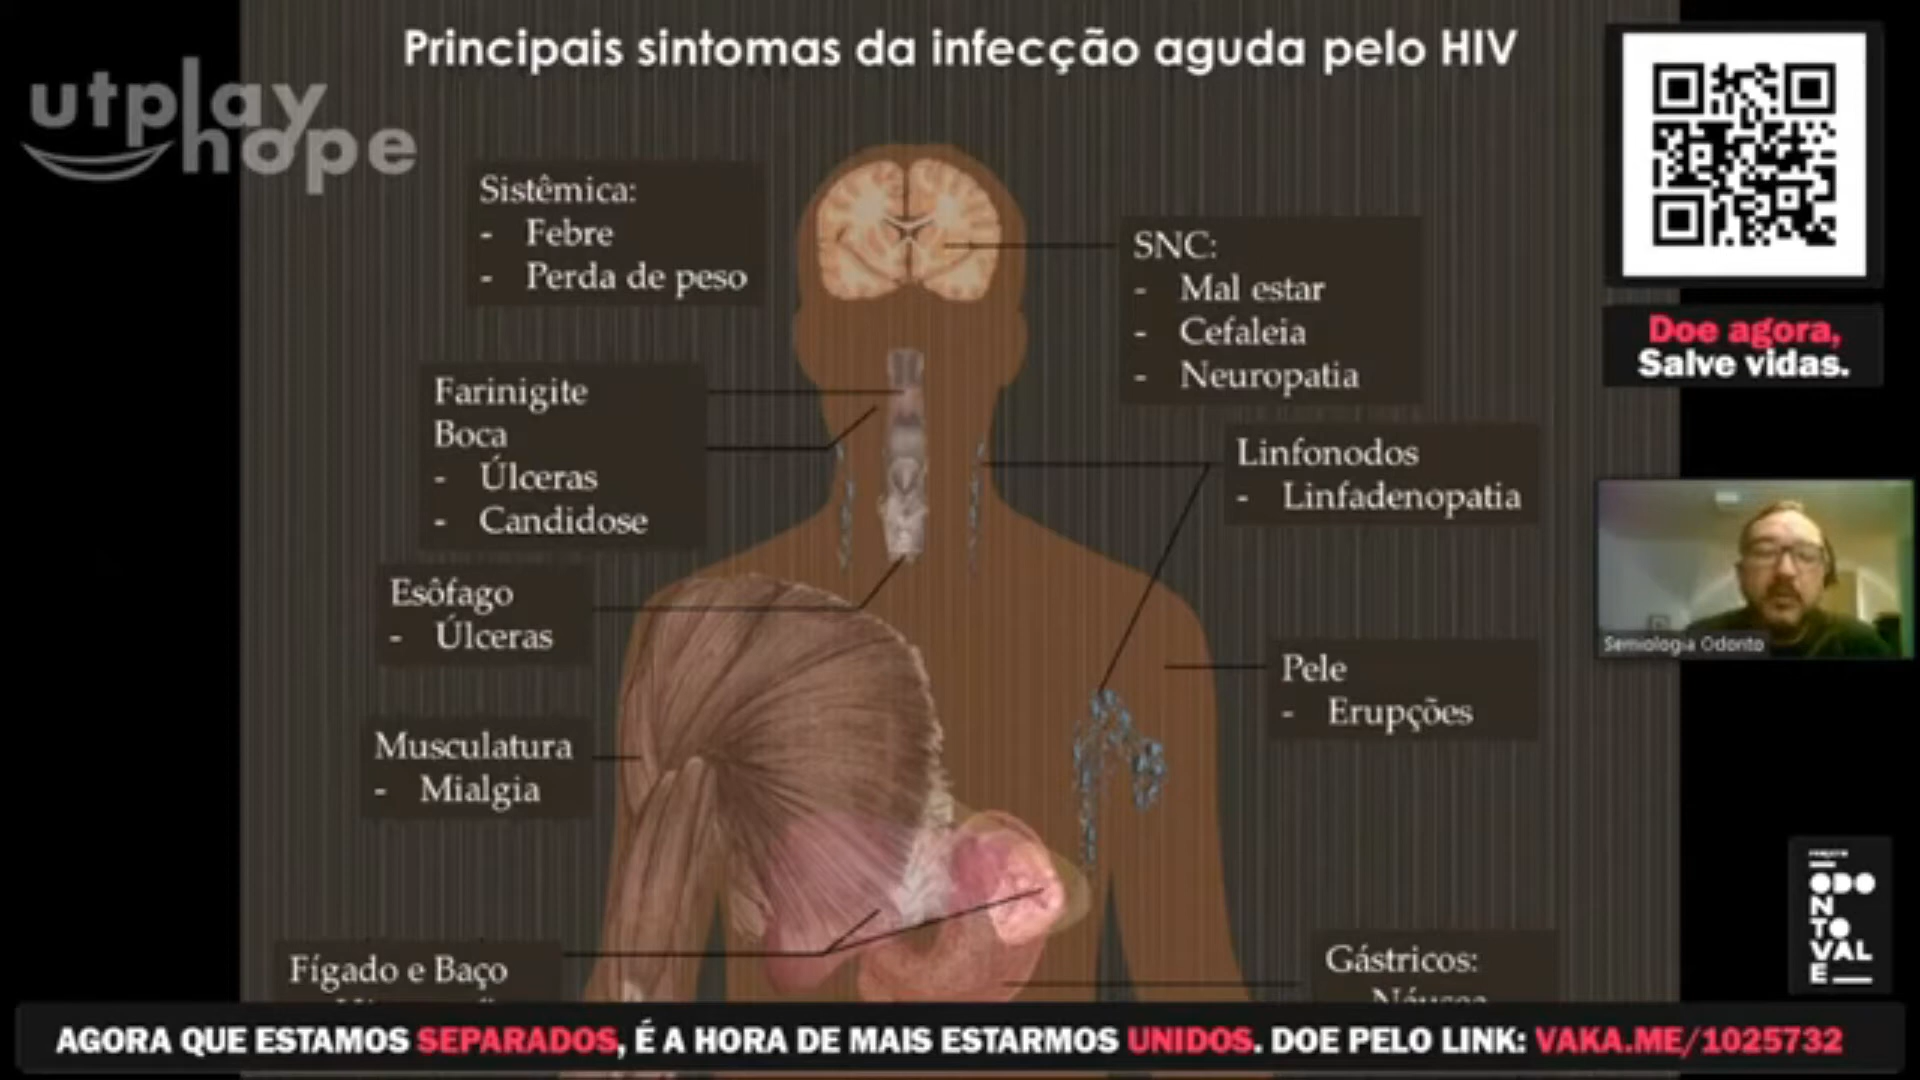 Principais sintomas da infecção aguda pelo HIV
utplay
hope
Sistêmica:
- Febre
- Perda de peso
SNC:
- Mal estar
- Cefaleia
- Neuropatia
Farinigite
Boca
- Úlceras
- Candidose
Linfonodos
- Linfadenopatia
Esôfago
- Úlceras
Pele
- Erupções
Musculatura
- Mialgia
Fígado e Baço
Gástricos:
Náusea
Doe agora,
Salve vidas.
Semiologia Odonto
ODO
NTO
VAL
E
AGORA QUE ESTAMOS SEPARADOS, É A HORA DE MAIS ESTARMOS UNIDOS. DOE PELO LINK: VAKA.ME/1025732